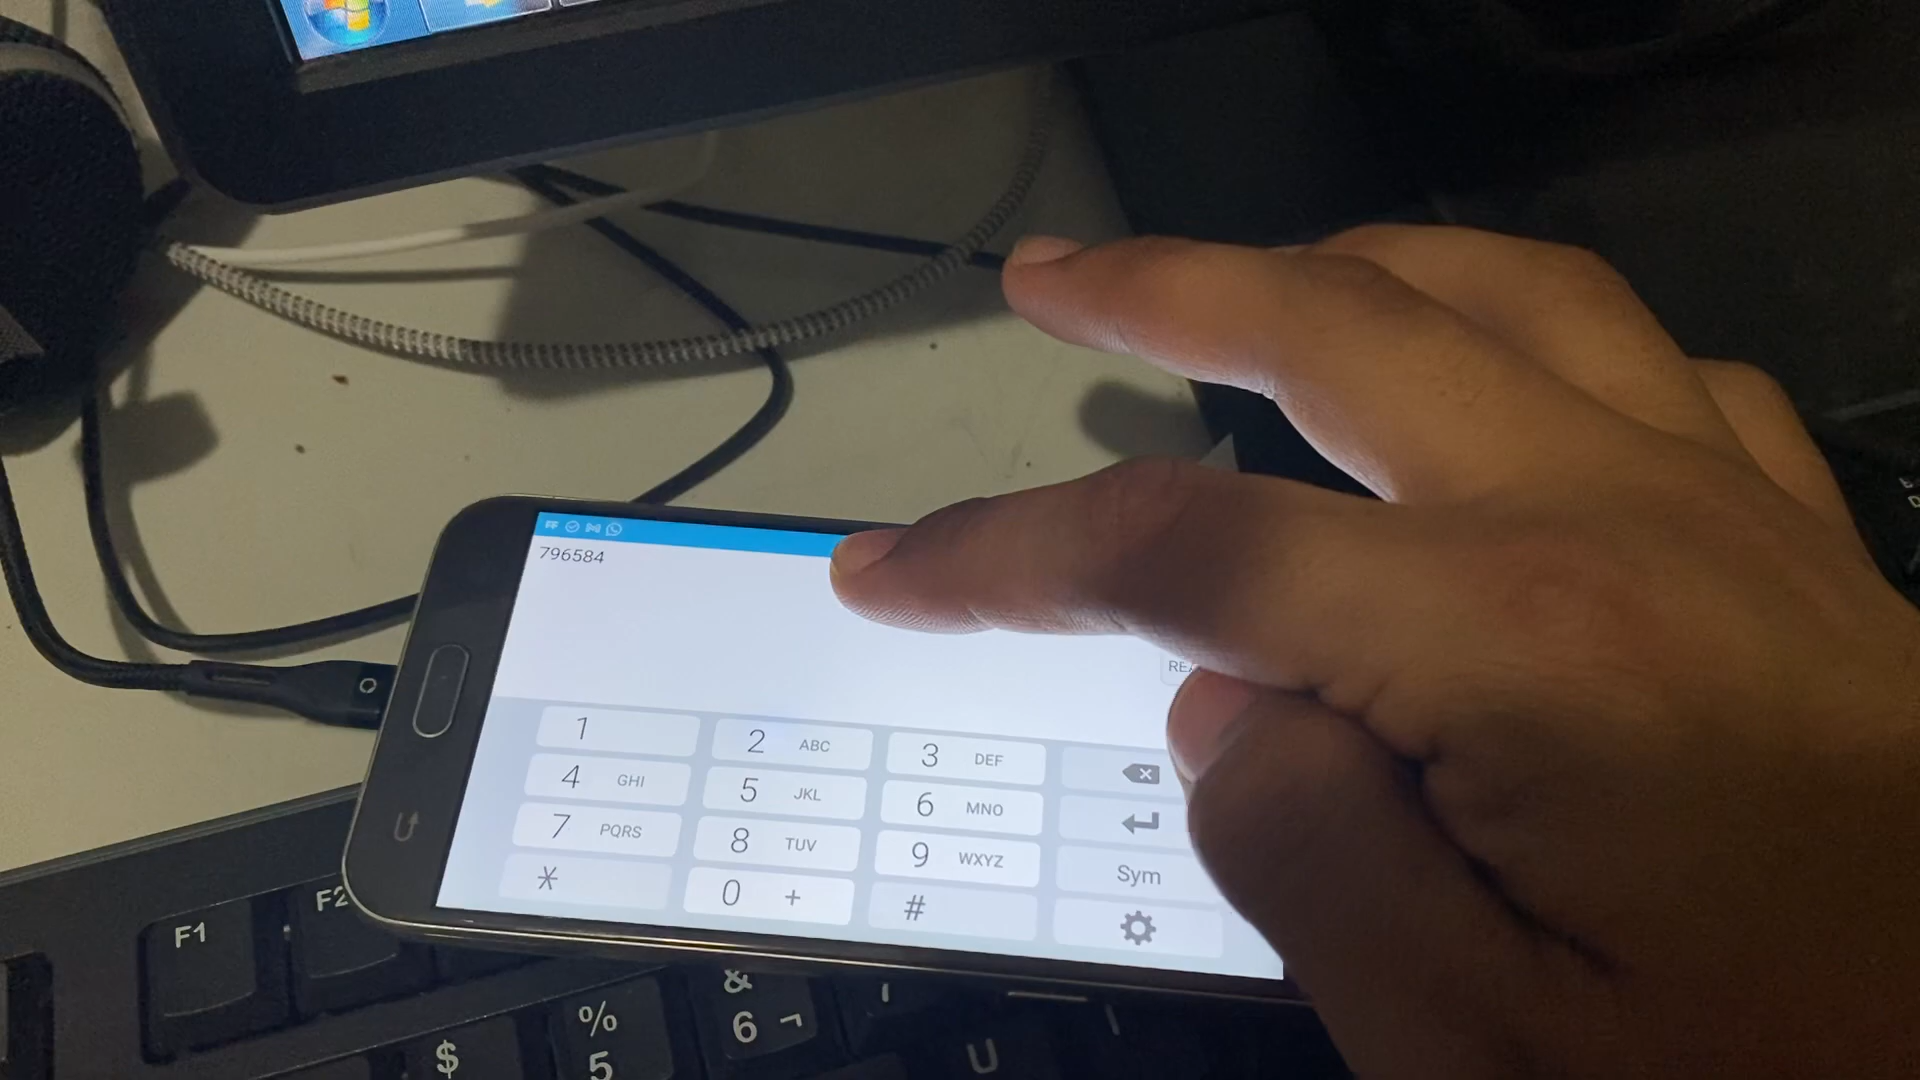 796584
1
2 ABC
3 DEF
4 GHI
5 JKL
6 MNO
7 PQRS
8 TUV
9 WXYZ
Sym
*
0 +
#
F1
F2
$
% 5
& 6 ¬
U